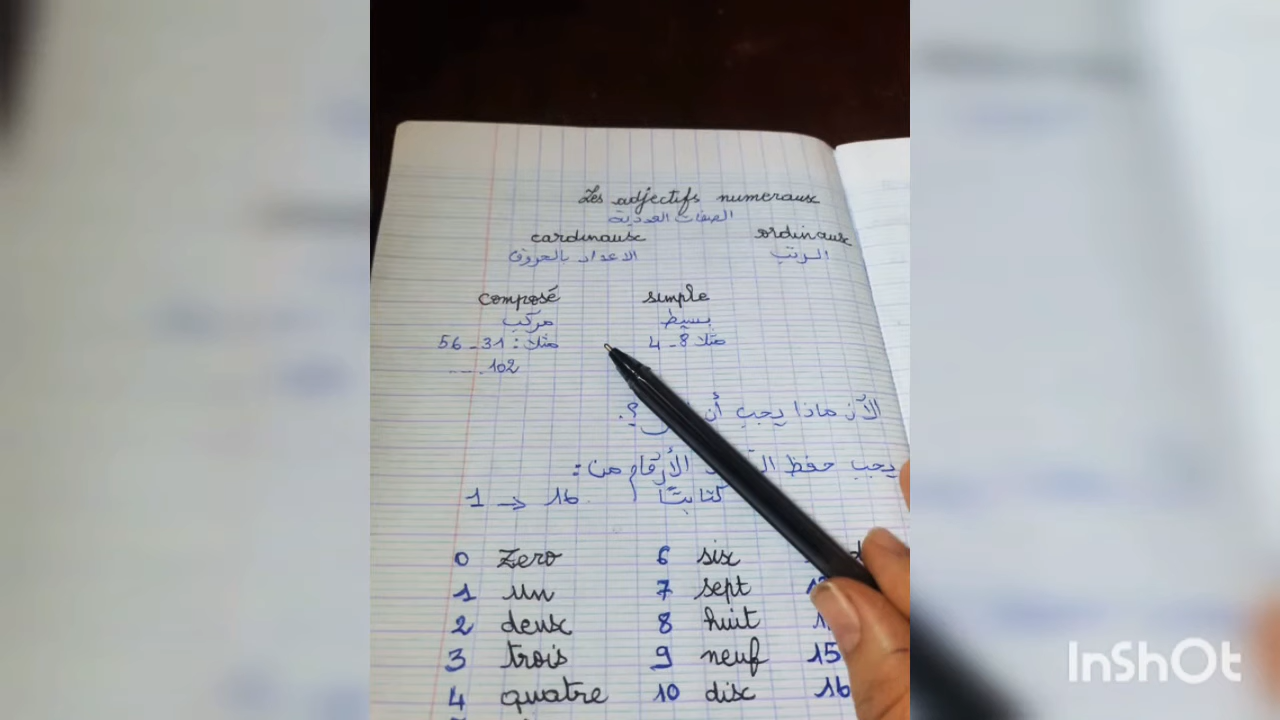 Les adjectifs numeraux
الصفات العددية
cardinaux ordinaux
الاعداد بالحروف الرتب
composé simple
مركب بسيط
مثلا : 31 - 56 مثلا 8 - 4
102 ....
الآن ماذا يجب أن ؟
يجب حفظ الأرقام من :
1 → 16 كتابتا
0 Zero 6 six
1 un 7 sept
2 deux 8 huit
3 trois 9 neuf 15
4 quatre 10 dix 16
InShOt